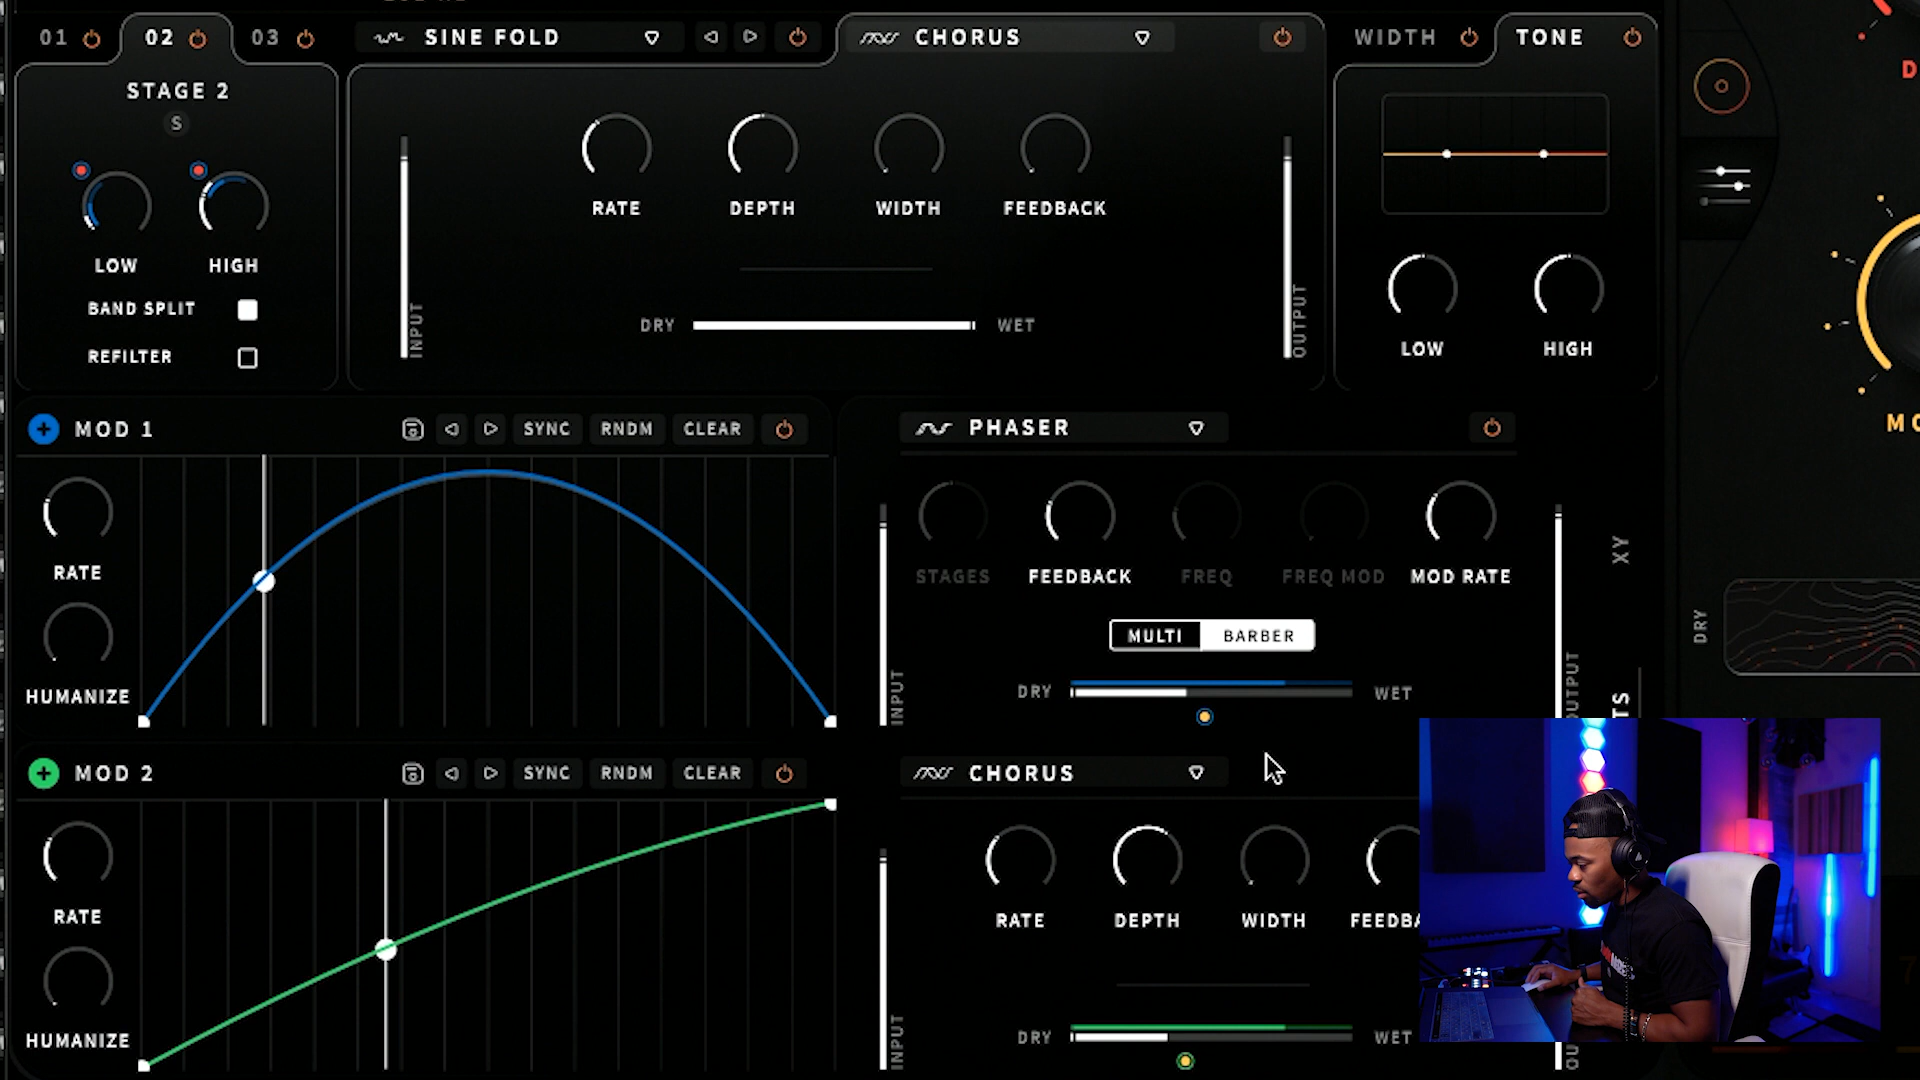 01 02 03 SINE FOLD CHORUS WIDTH TONE
STAGE 2
S
LOW HIGH
BAND SPLIT
REFILTER
INPUT
RATE DEPTH WIDTH FEEDBACK
DRY WET
OUTPUT
LOW HIGH
D
MO
MOD 1 SYNC RNDM CLEAR
RATE
HUMANIZE
PHASER
STAGES FEEDBACK FREQ FREQ MOD MOD RATE
MULTI BARBER
INPUT
DRY WET
OUTPUT
XY
TS
DRY
MOD 2 SYNC RNDM CLEAR
RATE
HUMANIZE
CHORUS
RATE DEPTH WIDTH FEEDBA
INPUT
DRY WET
OU